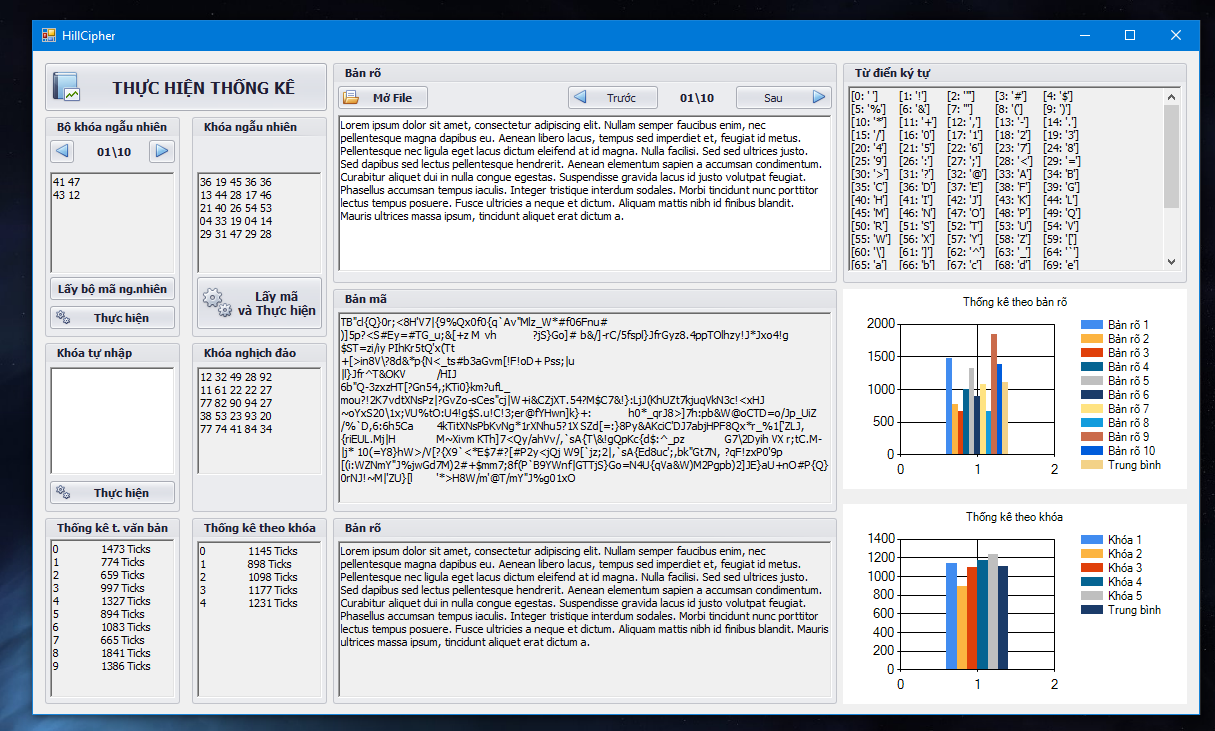 HillCipher
THỰC HIỆN THỐNG KÊ
Bộ khóa ngẫu nhiên
01\10
41 47
43 12
Lấy bộ mã ng.nhiên
Thực hiện
Khóa ngẫu nhiên
36 19 45 36 36
13 44 28 17 46
21 40 26 54 53
04 33 19 04 14
29 31 47 29 28
Lấy mã
và Thực hiện
Khóa tự nhập
Thực hiện
Khóa nghịch đảo
12 32 49 28 92
11 61 22 22 27
77 82 90 94 27
38 53 23 93 20
77 74 41 84 34
Thống kê t. văn bản
0 1473 Ticks
1 774 Ticks
2 659 Ticks
3 997 Ticks
4 1327 Ticks
5 894 Ticks
6 1083 Ticks
7 665 Ticks
8 1841 Ticks
9 1386 Ticks
Thống kê theo khóa
0 1145 Ticks
1 898 Ticks
2 1098 Ticks
3 1177 Ticks
4 1231 Ticks
Bản rõ
Mở File
Trước
01\10
Sau
Lorem ipsum dolor sit amet, consectetur adipiscing elit. Nullam semper faucibus enim, nec
pellentesque magna dapibus eu. Aenean libero lacus, tempus sed imperdiet et, feugiat id metus.
Pellentesque nec ligula eget lacus dictum eleifend at id magna. Nulla facilisi. Sed sed ultrices justo.
Sed dapibus sed lectus pellentesque hendrerit. Aenean elementum sapien a accumsan condimentum.
Curabitur aliquet dui in nulla congue egestas. Suspendisse gravida lacus id justo volutpat feugiat.
Phasellus accumsan tempus iaculis. Integer tristique interdum sodales. Morbi tincidunt nunc porttitor
lectus tempus posuere. Fusce ultricies a neque et dictum. Aliquam mattis nibh id finibus blandit.
Mauris ultrices massa ipsum, tincidunt aliquet erat dictum a.
Bản mã
TB"cl{Q}0r;<8H'V7|{9%Qx0f0{q`Av"Mlz_W*#f06Fnu#
)]5p?<S#Ey=#TG_u;&[+z M vh ?jS}Go]# b&/]-rC/5fspl}JfrGyz8.4ppTOlhzy!J*Jxo4!g
$ST=zi/iy PIhKr5tQ'x(Tt
+[>in8V\?8d&*p{N<_ts#b3aGvm[!F!oD+Pss;|u
|l}Jfr^T&OKV /HIJ
6b"Q-3zxzHT[?Gn54,;KTi0}km?ufL_
mou?!2K7vdtXNsPz|?GvZo-sCes"cj|W+i&CZjXT.54?M$C7&!}:LjJ(KhUZt7kjuqVkN3c!<xHJ
~oYxS20\1x;VU%tO:U4!g$S.u!C!3;er@fYHwn]k}+: h0*_qrJ8>]7h:pb&W@oCTD=o/Jp_UiZ
/%`D,6:6h5Ca 4kTitXNsPbKvNg*1rXNhu5?1X SZd[=:}8Py&AKciC'DJ7abjHPF8Qx*r_%1['ZLJ,
{riEUL.Mj|H M~Xivm KTh]7<Qy/ahVv/,`sA{T\&!gQpKc{d$:^_pz G7\2Dyih VX r;tC.M-
|j* 10(=Y8}hW>/V[?{X9`<*E$7#?[#P2y<jQj W9[`jz;2|,`sA{Ed8uc';,bk"Gt7N, ?qF!zxP0'9p
[(i:WZNmY"J%jwGd7M)2#+$mm7;8f{P`B9YWnf|GTTjS}Go=N4U{qVa&W)M2Pgpb)2]JE}aU+nO#P{Q}
0rNJ!~M|'ZU}[l '*>H8W/m'@T/mY"J%g01xO
Bản rõ
Lorem ipsum dolor sit amet, consectetur adipiscing elit. Nullam semper faucibus enim, nec
pellentesque magna dapibus eu. Aenean libero lacus, tempus sed imperdiet et, feugiat id metus.
Pellentesque nec ligula eget lacus dictum eleifend at id magna. Nulla facilisi. Sed sed ultrices justo.
Sed dapibus sed lectus pellentesque hendrerit. Aenean elementum sapien a accumsan condimentum.
Curabitur aliquet dui in nulla congue egestas. Suspendisse gravida lacus id justo volutpat feugiat.
Phasellus accumsan tempus iaculis. Integer tristique interdum sodales. Morbi tincidunt nunc porttitor
lectus tempus posuere. Fusce ultricies a neque et dictum. Aliquam mattis nibh id finibus blandit. Mauris
ultrices massa ipsum, tincidunt aliquet erat dictum a.
Từ điển ký tự
[0: ' '] [1: '!'] [2: '"'] [3: '#'] [4: '$']
[5: '%'] [6: '&'] [7: '''] [8: '('] [9: ')']
[10: '*'] [11: '+'] [12: ','] [13: '-'] [14: '.']
[15: '/'] [16: '0'] [17: '1'] [18: '2'] [19: '3']
[20: '4'] [21: '5'] [22: '6'] [23: '7'] [24: '8']
[25: '9'] [26: ':'] [27: ';'] [28: '<'] [29: '=']
[30: '>'] [31: '?'] [32: '@'] [33: 'A'] [34: 'B']
[35: 'C'] [36: 'D'] [37: 'E'] [38: 'F'] [39: 'G']
[40: 'H'] [41: 'I'] [42: 'J'] [43: 'K'] [44: 'L']
[45: 'M'] [46: 'N'] [47: 'O'] [48: 'P'] [49: 'Q']
[50: 'R'] [51: 'S'] [52: 'T'] [53: 'U'] [54: 'V']
[55: 'W'] [56: 'X'] [57: 'Y'] [58: 'Z'] [59: '[']
[60: '\'] [61: ']'] [62: '^'] [63: '_'] [64: '`']
[65: 'a'] [66: 'b'] [67: 'c'] [68: 'd'] [69: 'e']
Thống kê theo bản rõ
2000
1500
1000
500
0
0 1 2
Bản rõ 1
Bản rõ 2
Bản rõ 3
Bản rõ 4
Bản rõ 5
Bản rõ 6
Bản rõ 7
Bản rõ 8
Bản rõ 9
Bản rõ 10
Trung bình
Thống kê theo khóa
1400
1200
1000
800
600
400
200
0
0 1 2
Khóa 1
Khóa 2
Khóa 3
Khóa 4
Khóa 5
Trung bình